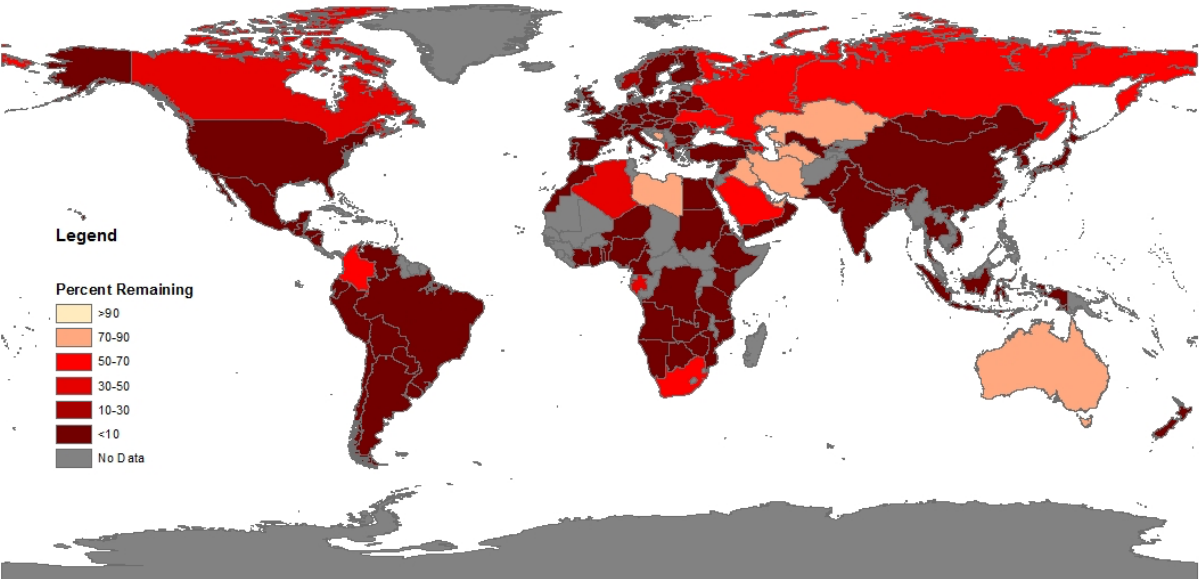 Legend
Percent Remaining
>90
70-90
50-70
30-50
10-30
<10
No Data